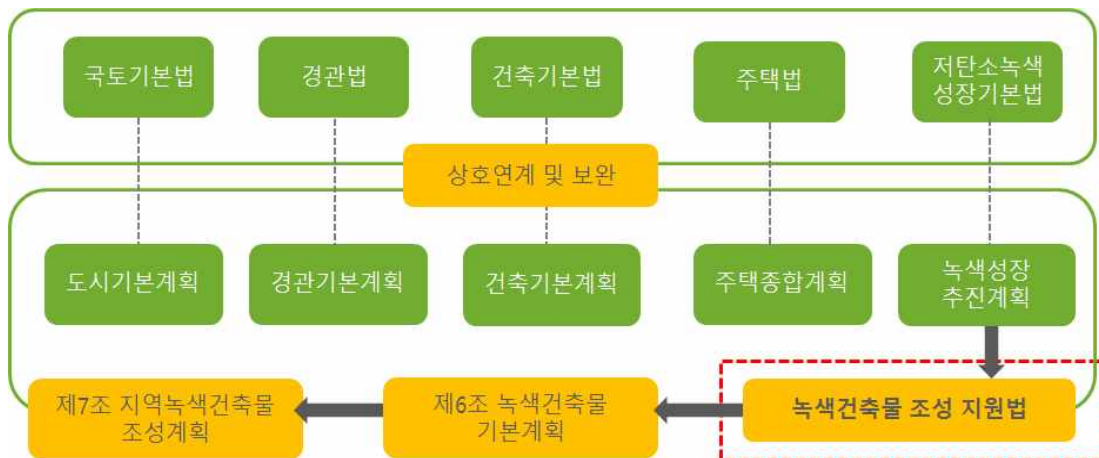 국토기본법
경관법
건축기본법
주택법
저탄소녹색
성장기본법
상호연계 및 보완
도시기본계획
경관기본계획
건축기본계획
주택종합계획
녹색성장
추진계획
제7조 지역녹색건축물
조성계획
제6조 녹색건축물
기본계획
녹색건축물 조성 지원법